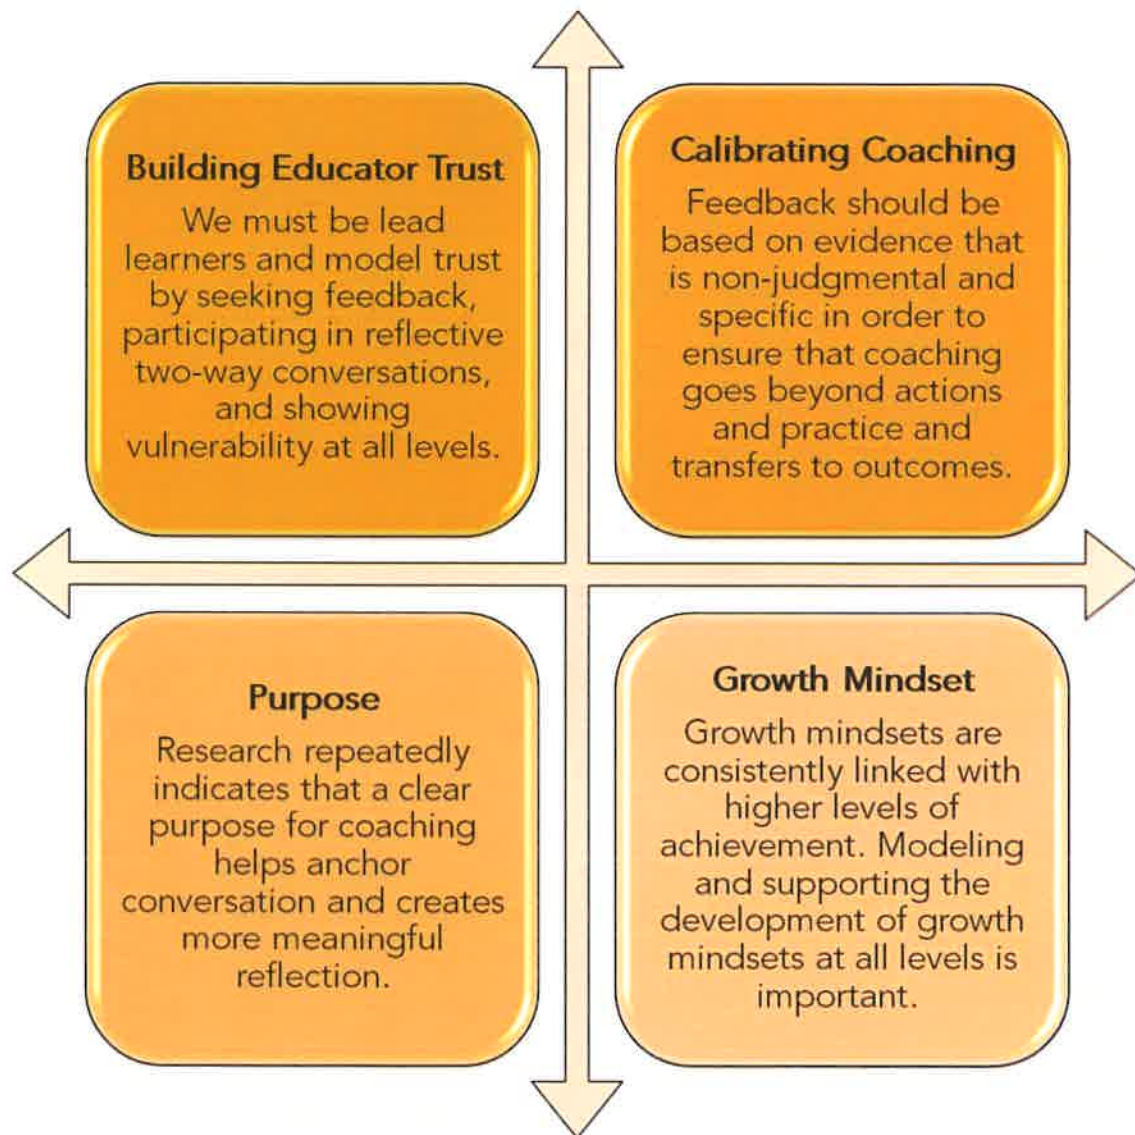 Building Educator Trust
We must be lead
learners and model trust
by seeking feedback,
participating in reflective
two-way conversations,
and showing
vulnerability at all levels.
Calibrating Coaching
Feedback should be
based on evidence that
is non-judgmental and
specific in order to
ensure that coaching
goes beyond actions
and practice and
transfers to outcomes.
Purpose
Research repeatedly
indicates that a clear
purpose for coaching
helps anchor
conversation and creates
more meaningful
reflection.
Growth Mindset
Growth mindsets are
consistently linked with
higher levels of
achievement. Modeling
and supporting the
development of growth
mindsets at all levels is
important.